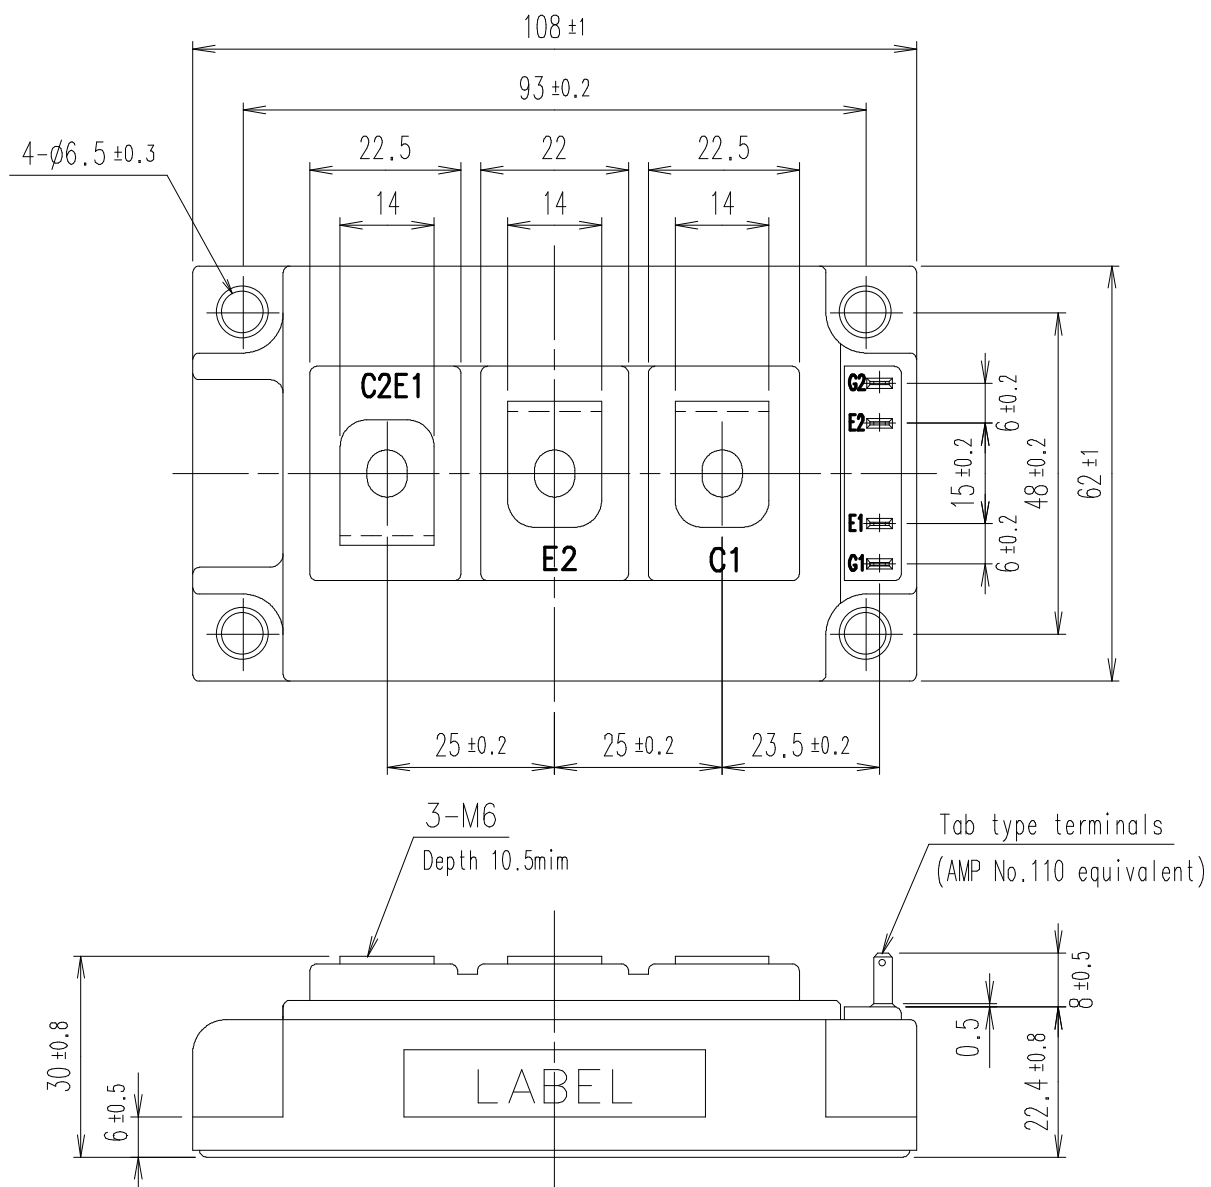 108 ±1
93 ±0.2
4-ø6.5 ±0.3
22.5
22
22.5
14
14
14
C2E1
E2
C1
G2
E2
E1
G1
6 ±0.2
15 ±0.2
6 ±0.2
48 ±0.2
62 ±1
25 ±0.2
25 ±0.2
23.5 ±0.2
3-M6
Depth 10.5mim
Tab type terminals
(AMP No.110 equivalent)
30 ±0.8
6 ±0.5
LABEL
0.5
8 ±0.5
22.4 ±0.8